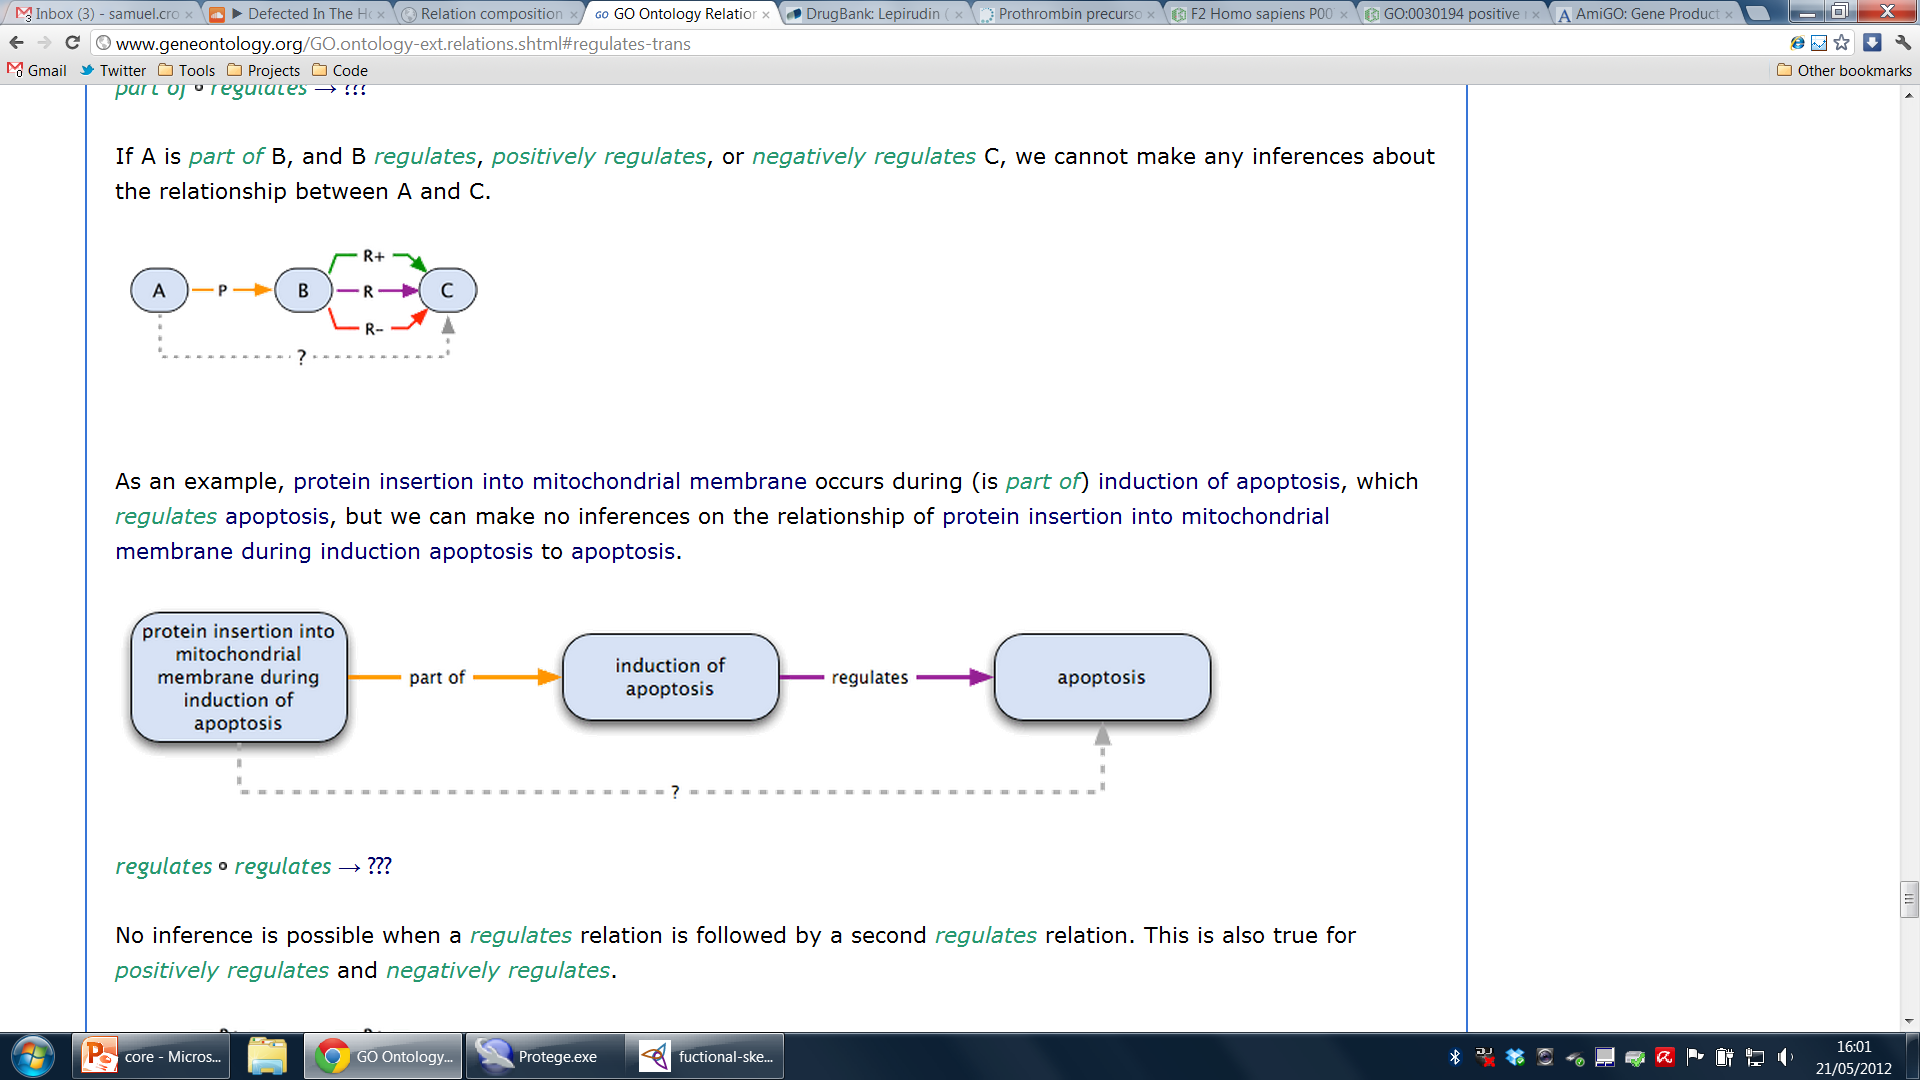 Inbox (3) - samuel.cro
Defected In The Ho
Relation composition
GO Ontology Relation
DrugBank: Lepirudin (
Prothrombin precurso
F2 Homo sapiens P00
GO:0030194 positive
AmiGO: Gene Product
www.geneontology.org/GO.ontology-ext.relations.shtml#regulates-trans
Gmail Twitter Tools Projects Code Other bookmarks
part of ∘ regulates → ???
If A is part of B, and B regulates, positively regulates, or negatively regulates C, we cannot make any inferences about
the relationship between A and C.
R+
A P B R C
R–
?
As an example, protein insertion into mitochondrial membrane occurs during (is part of) induction of apoptosis, which
regulates apoptosis, but we can make no inferences on the relationship of protein insertion into mitochondrial
membrane during induction apoptosis to apoptosis.
protein insertion into
mitochondrial
membrane during
induction of
apoptosis
part of
induction of
apoptosis
regulates
apoptosis
?
regulates ∘ regulates → ???
No inference is possible when a regulates relation is followed by a second regulates relation. This is also true for
positively regulates and negatively regulates.
core - Micros...
GO Ontology...
Protege.exe
fuctional-ske...
16:01
21/05/2012